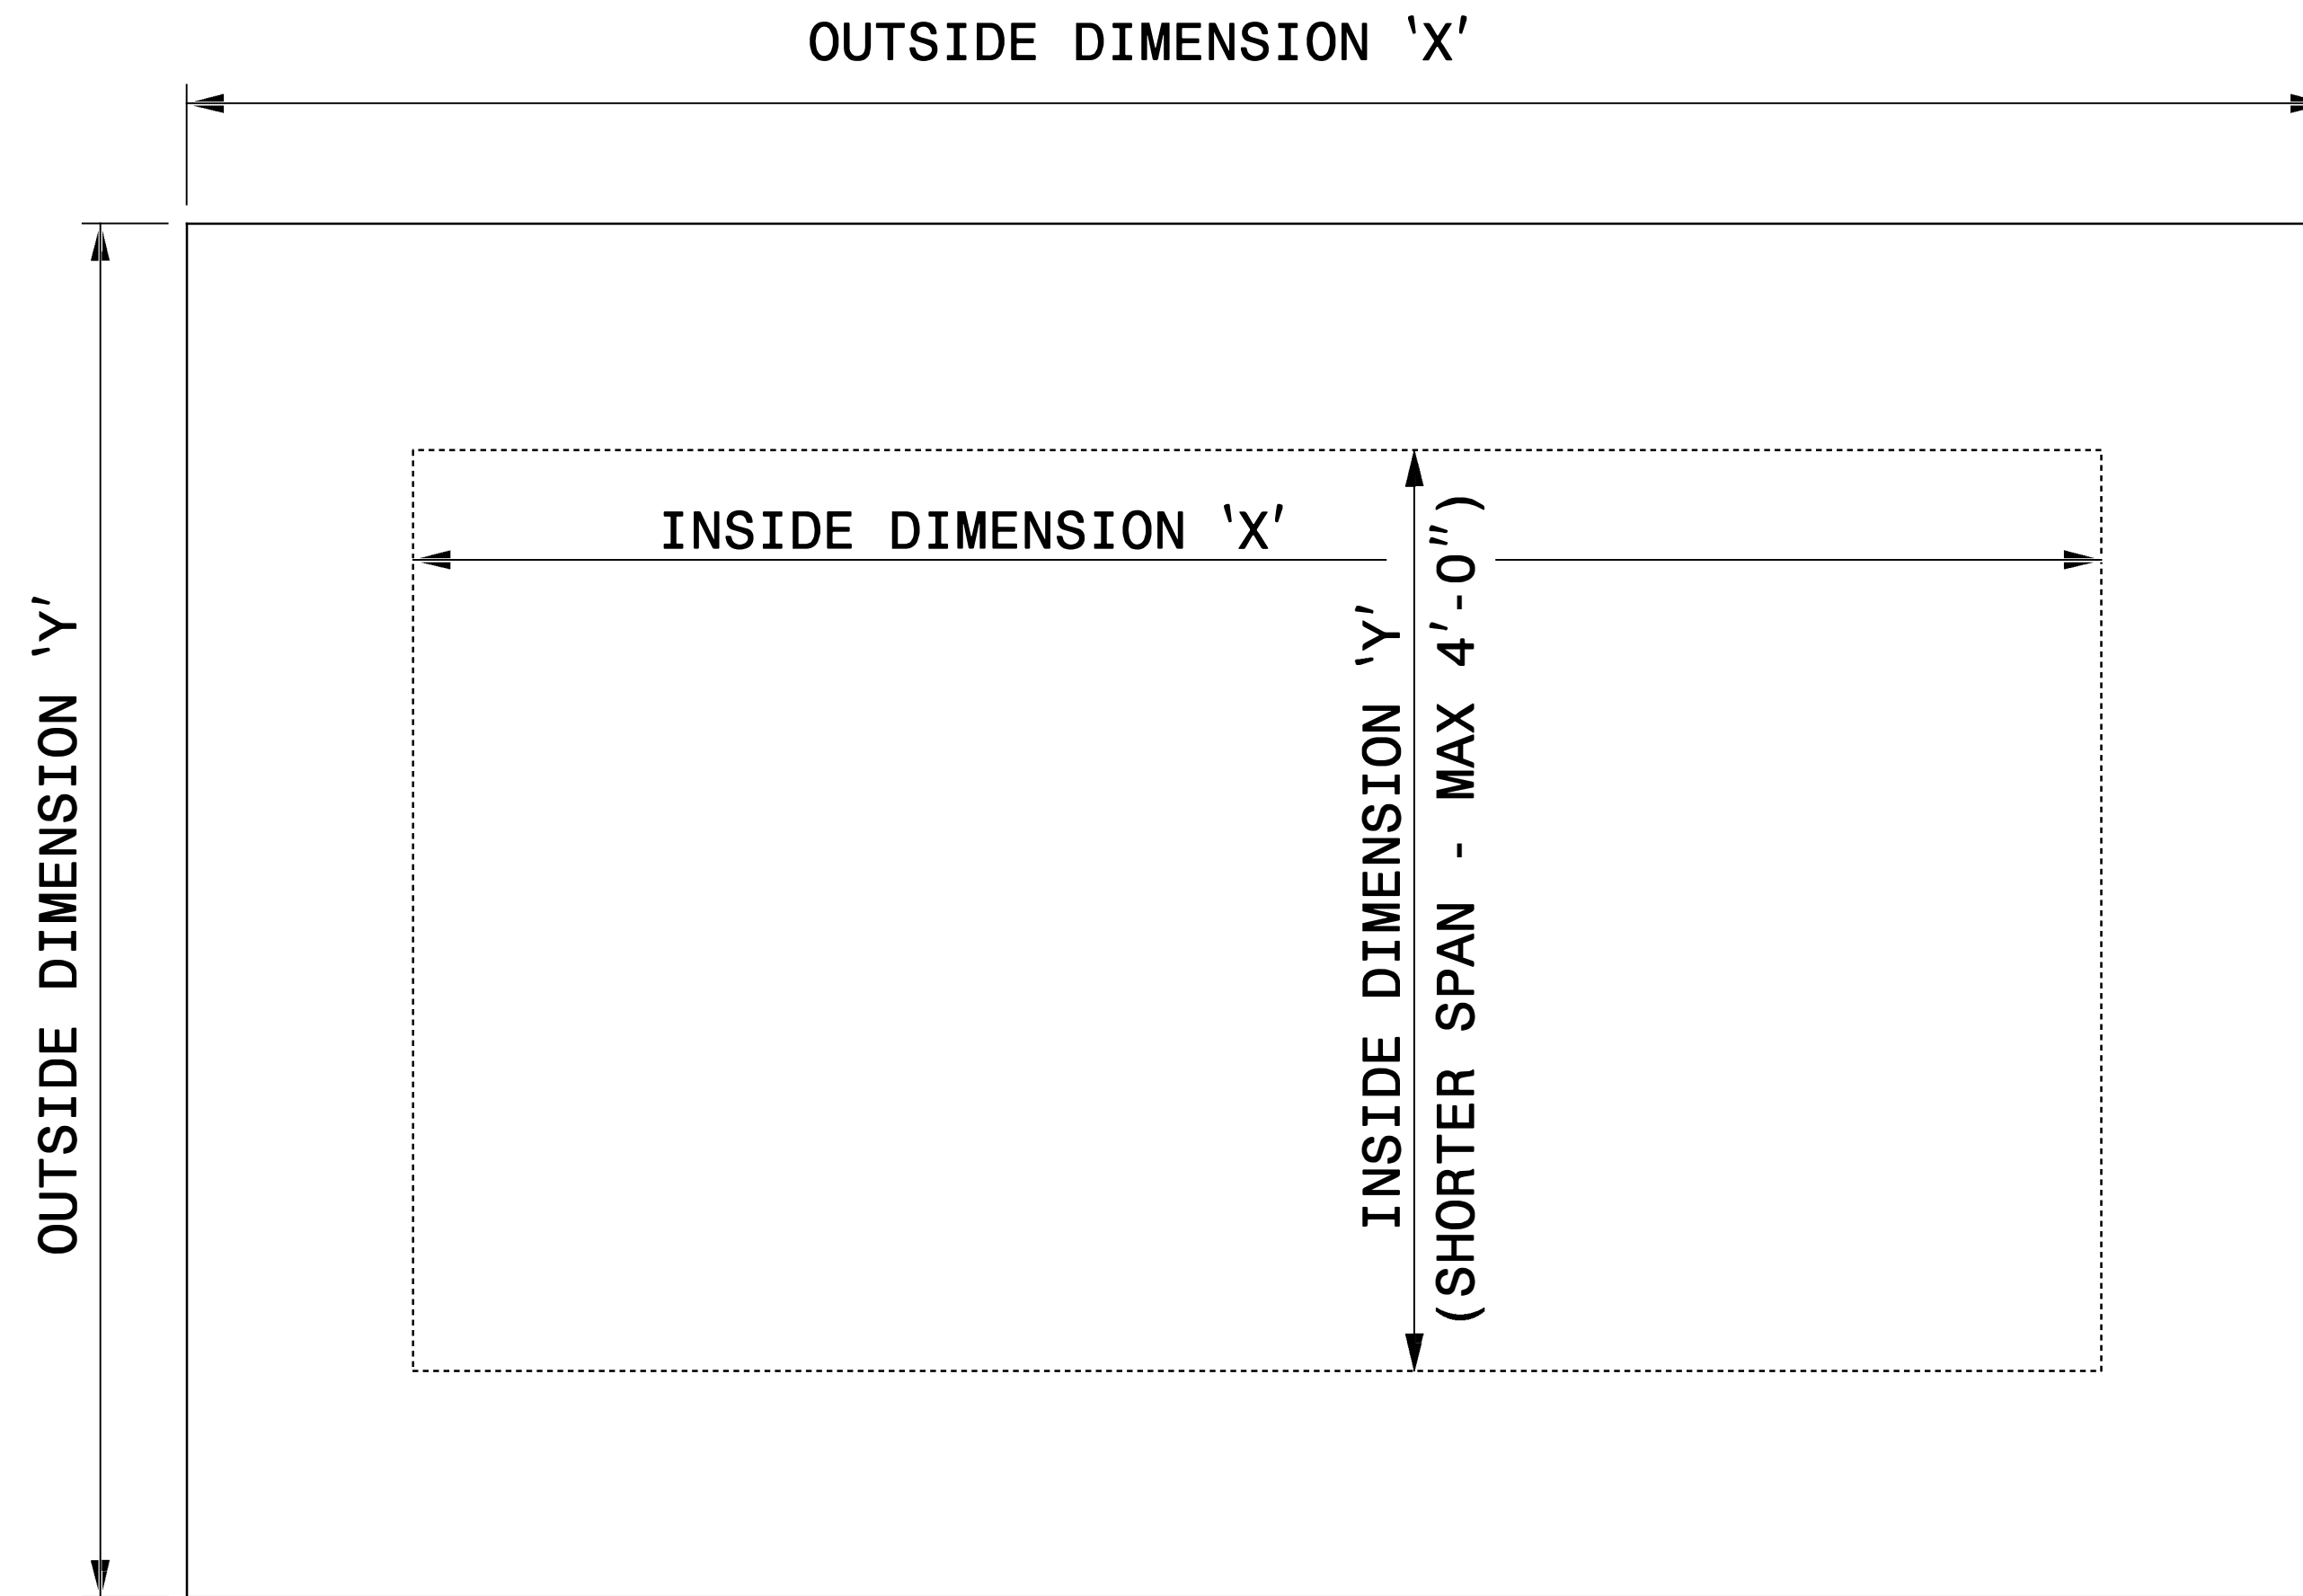 OUTSIDE DIMENSION 'X'
INSIDE DIMENSION 'X'
OUTSIDE DIMENSION 'Y'
INSIDE DIMENSION 'Y'
(SHORTER SPAN - MAX 4'-0'')